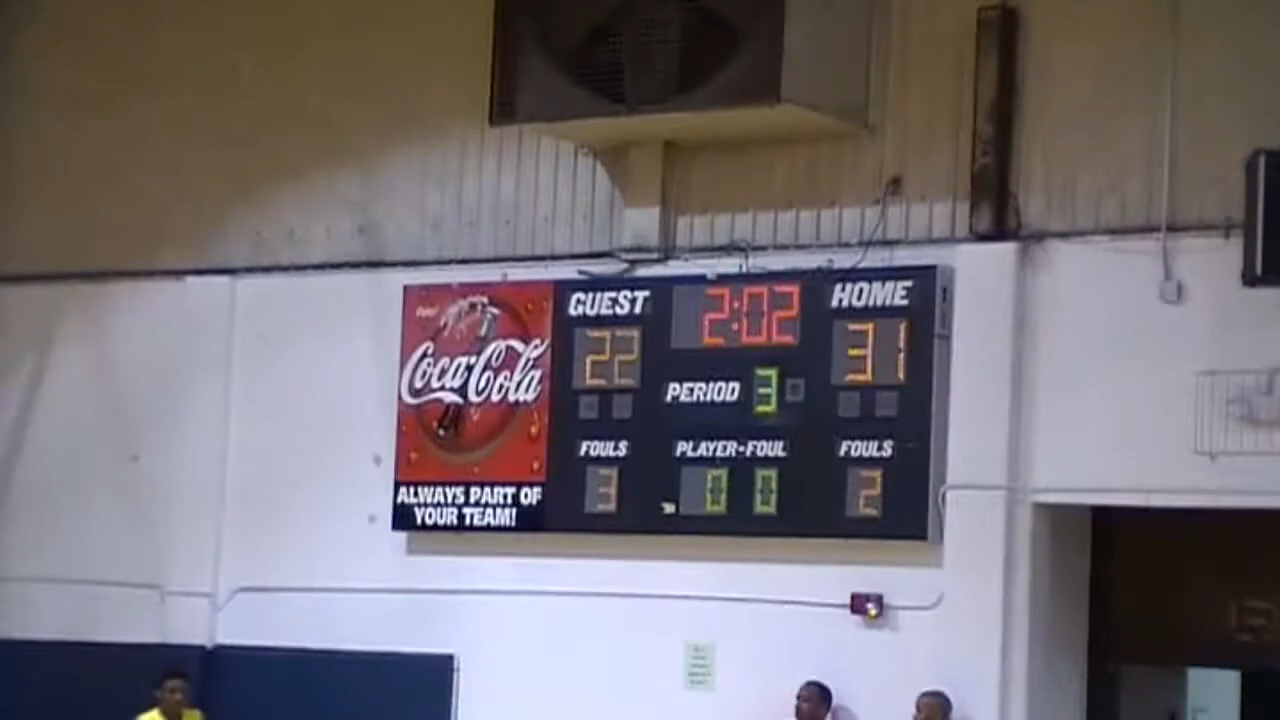 Enjoy
Coca-Cola
ALWAYS PART OF
YOUR TEAM!
GUEST 2:02 HOME
22 31
PERIOD 3
FOULS PLAYER-FOUL FOULS
3 0 0 2